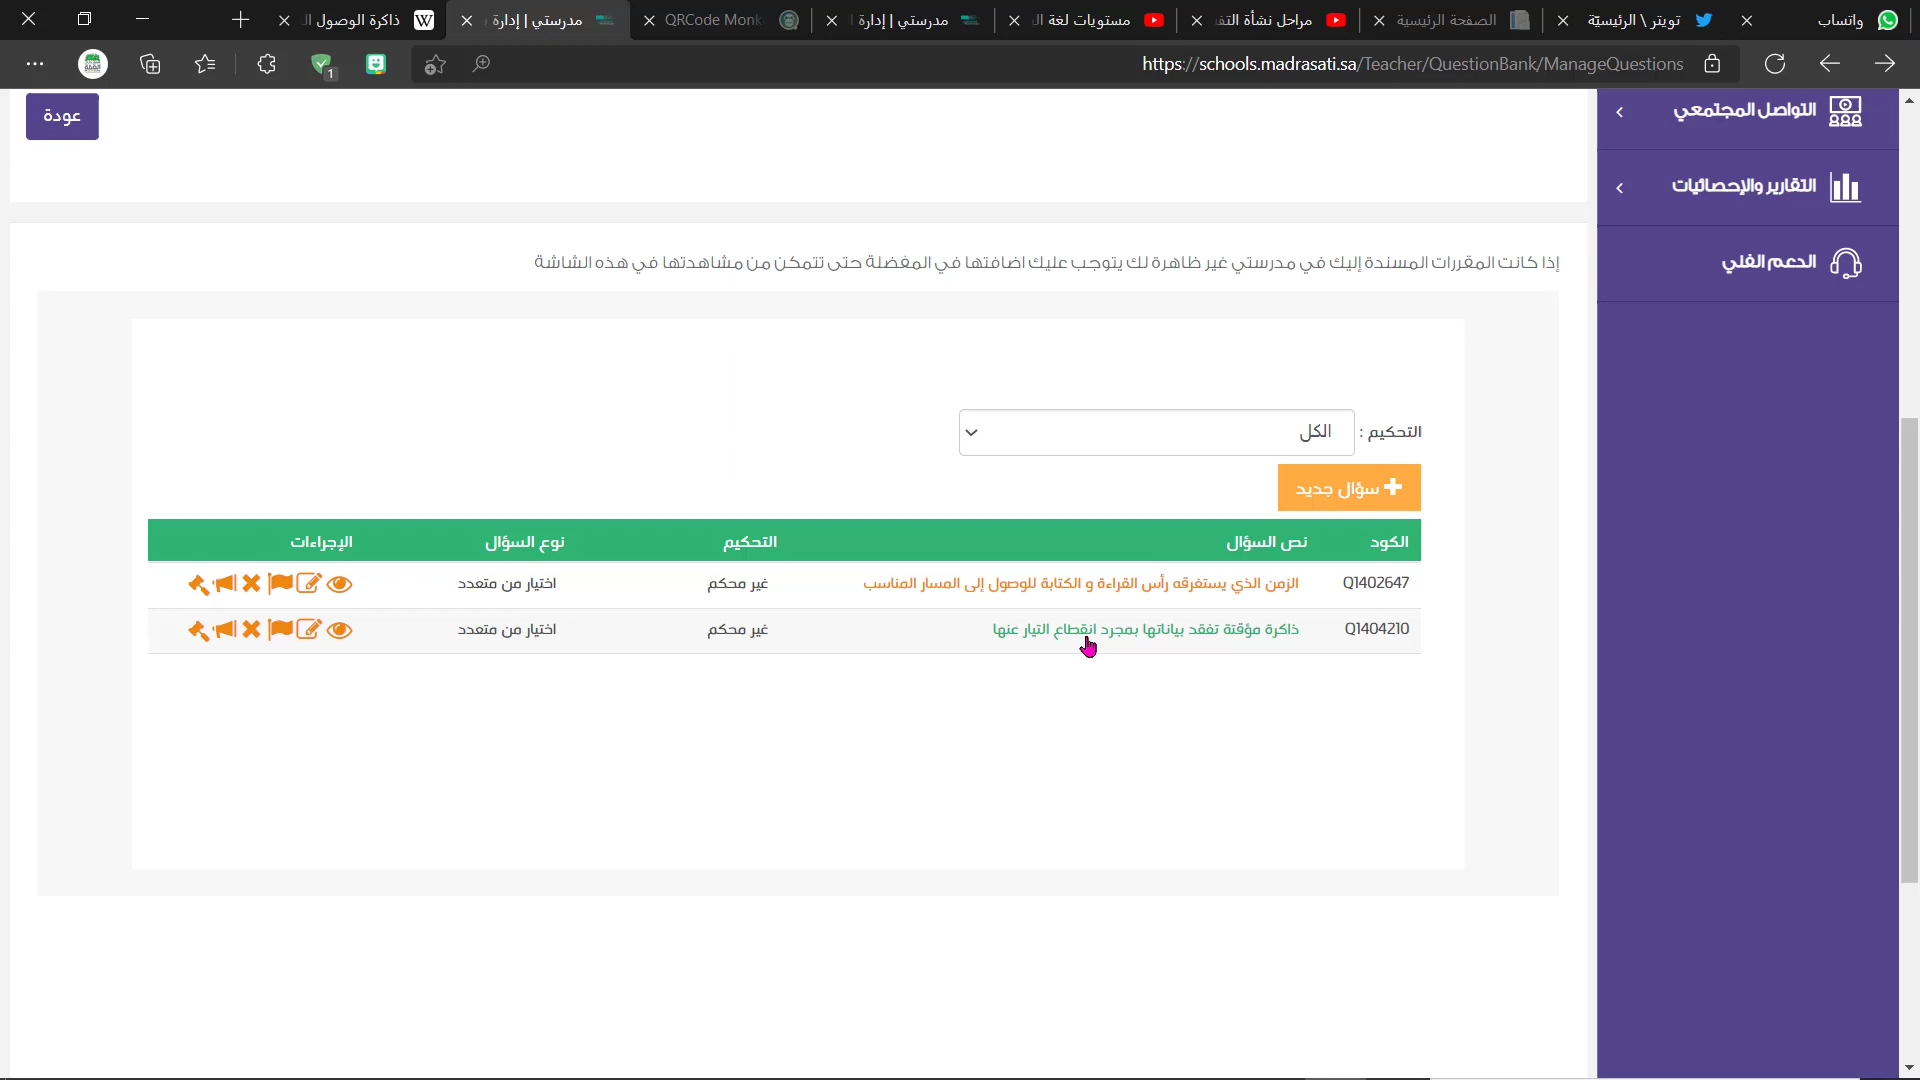 واتساب
تويتر \ الرئيسيّة
الصفحة الرئيسية
مراحل نشأة التف
مستويات لغة ال
مدرستي | إدارة ا
QRCode Monk
مدرستي | إدارة
ذاكرة الوصول ال
https://schools.madrasati.sa/Teacher/QuestionBank/ManageQuestions
1
التواصل المجتمعي
التقارير والإحصائيات
الدعم الفني
عودة
إذا كانت المقررات المسندة إليك في مدرستي غير ظاهرة لك يتوجب عليك اضافتها في المفضلة حتى تتمكن من مشاهدتها في هذه الشاشة
التحكيم : الكل
سؤال جديد
الكود نص السؤال التحكيم نوع السؤال الإجراءات
Q1402647 الزمن الذي يستغرقه رأس القراءة و الكتابة للوصول إلى المسار المناسب غير محكم اختيار من متعدد
Q1404210 ذاكرة مؤقتة تفقد بياناتها بمجرد انقطاع التيار عنها غير محكم اختيار من متعدد